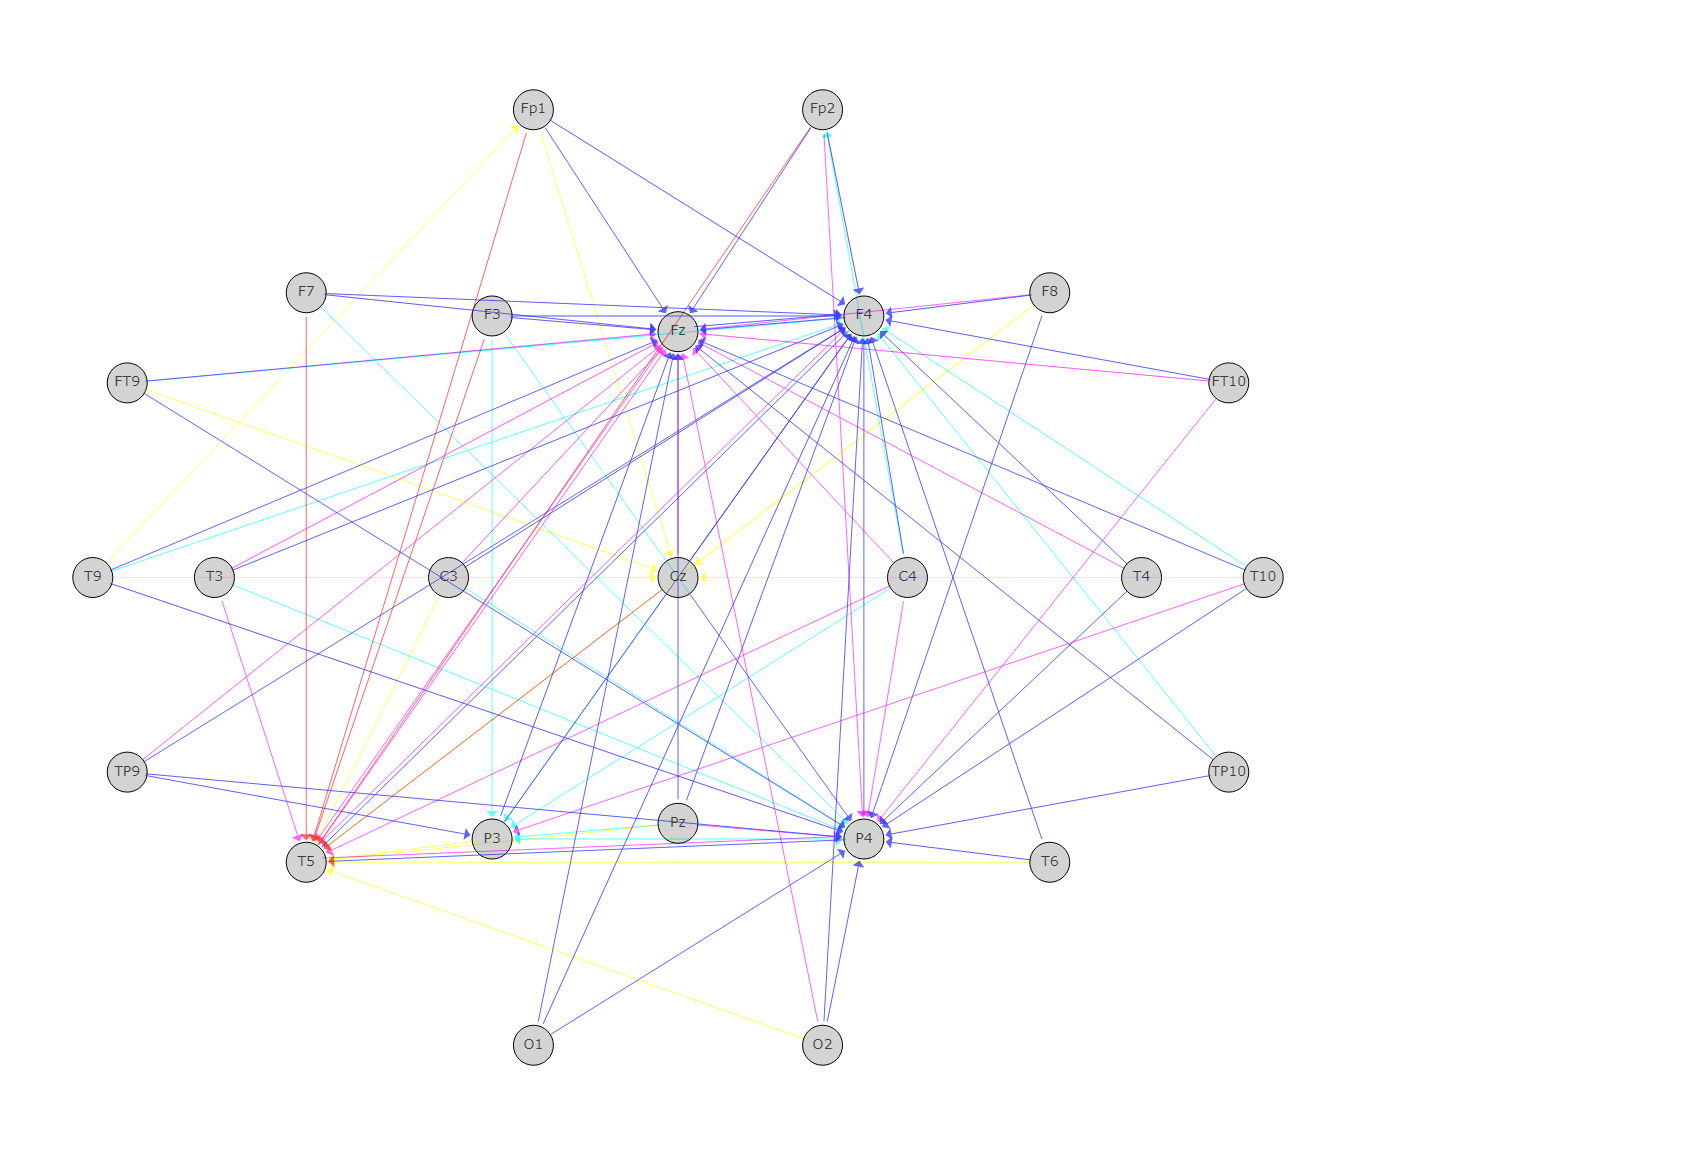 Fp1 Fp2
F7 F3 Fz F4 F8
FT9 FT10
T9 T3 C3 Cz C4 T4 T10
TP9 TP10
T5 P3 Pz P4 T6
O1 O2